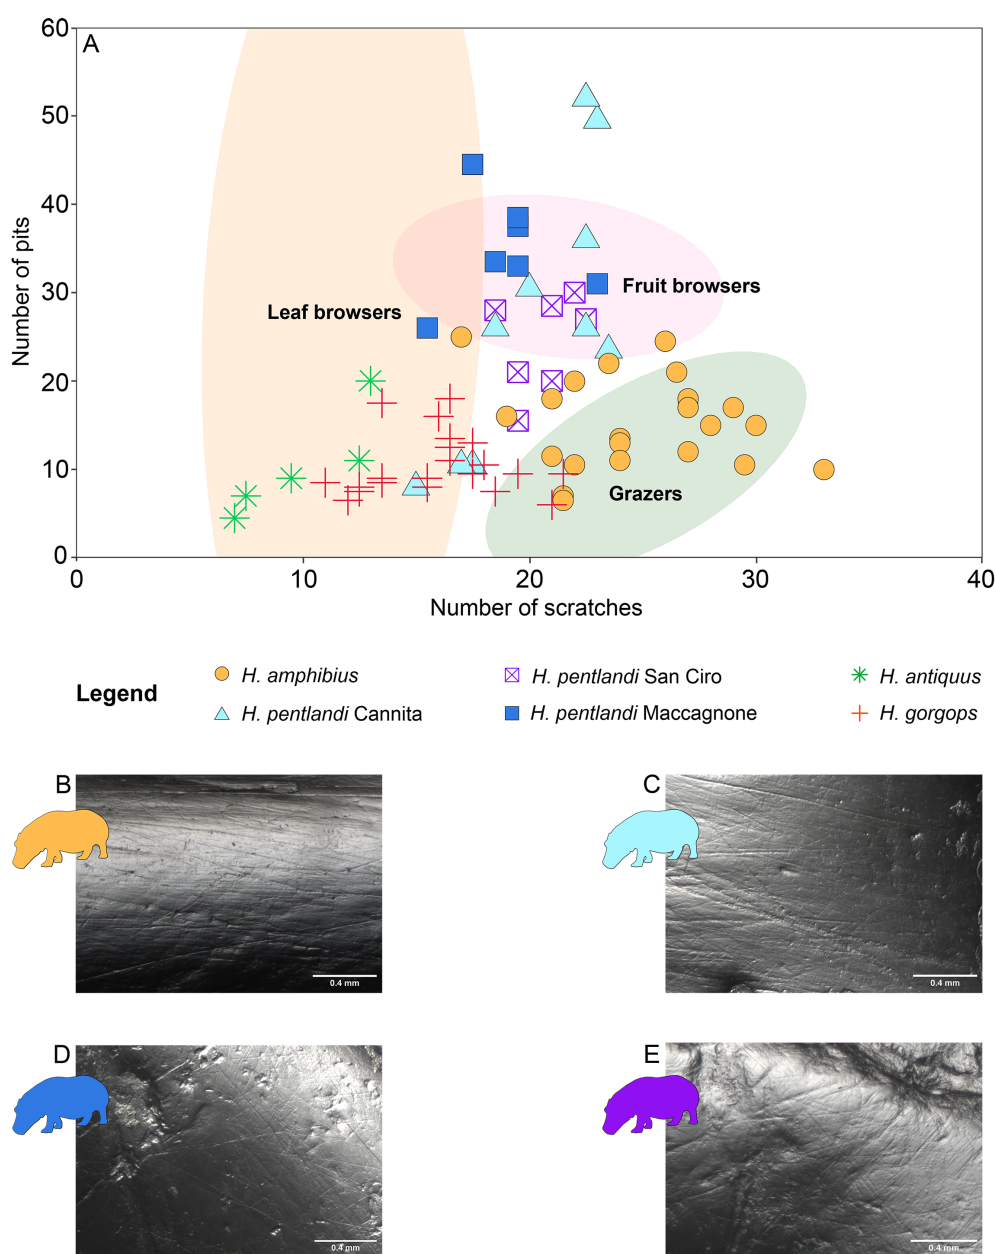 A
60
50
40
30
20
10
0
Number of pits
Leaf browsers
Fruit browsers
Grazers
0 10 20 30 40
Number of scratches
Legend
H. amphibius
H. pentlandi San Ciro
H. antiquus
H. pentlandi Cannita
H. pentlandi Maccagnone
H. gorgops
B
0.4 mm
C
0.4 mm
D
0.4 mm
E
0.4 mm